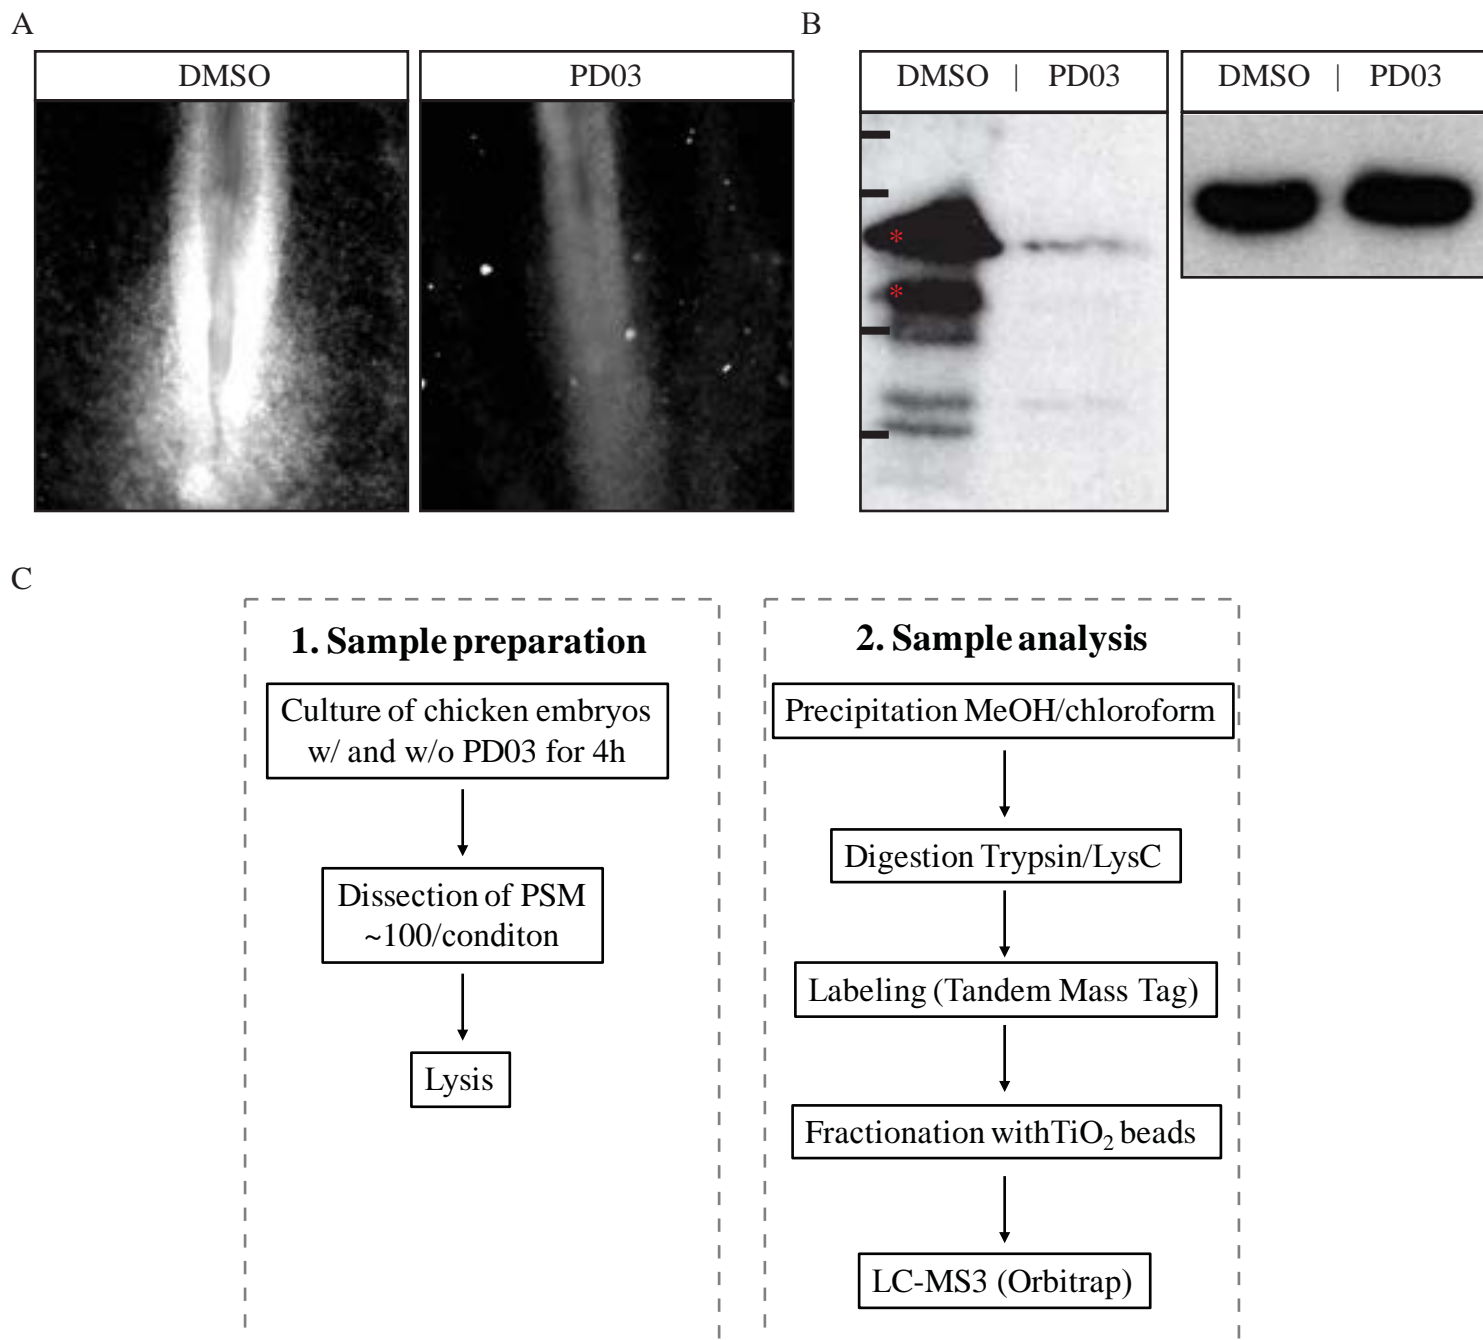 A
B
DMSO
PD03
DMSO | PD03
DMSO | PD03
*
*
C
1. Sample preparation
Culture of chicken embryos
w/ and w/o PD03 for 4h
Dissection of PSM
~100/conditon
Lysis
2. Sample analysis
Precipitation MeOH/chloroform
Digestion Trypsin/LysC
Labeling (Tandem Mass Tag)
Fractionation withTiO₂ beads
LC-MS3 (Orbitrap)